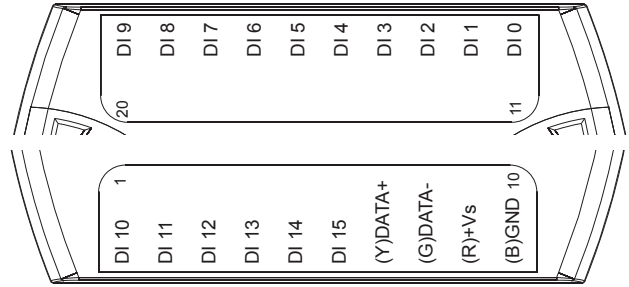 DI 9
DI 8
DI 7
DI 6
DI 5
DI 4
DI 3
DI 2
DI 1
DI 0
20
11
1
10
DI 10
DI 11
DI 12
DI 13
DI 14
DI 15
(Y)DATA+
(G)DATA-
(R)+Vs
(B)GND